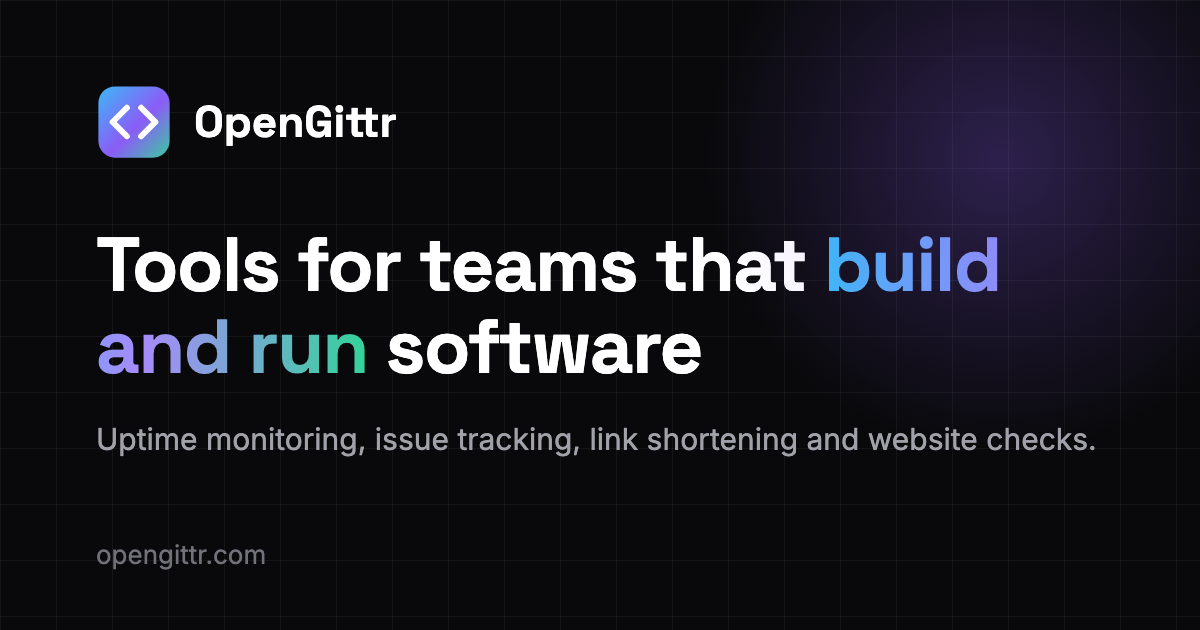 OpenGittr
Tools for teams that build
and run software
Uptime monitoring, issue tracking, link shortening and website checks.
opengittr.com